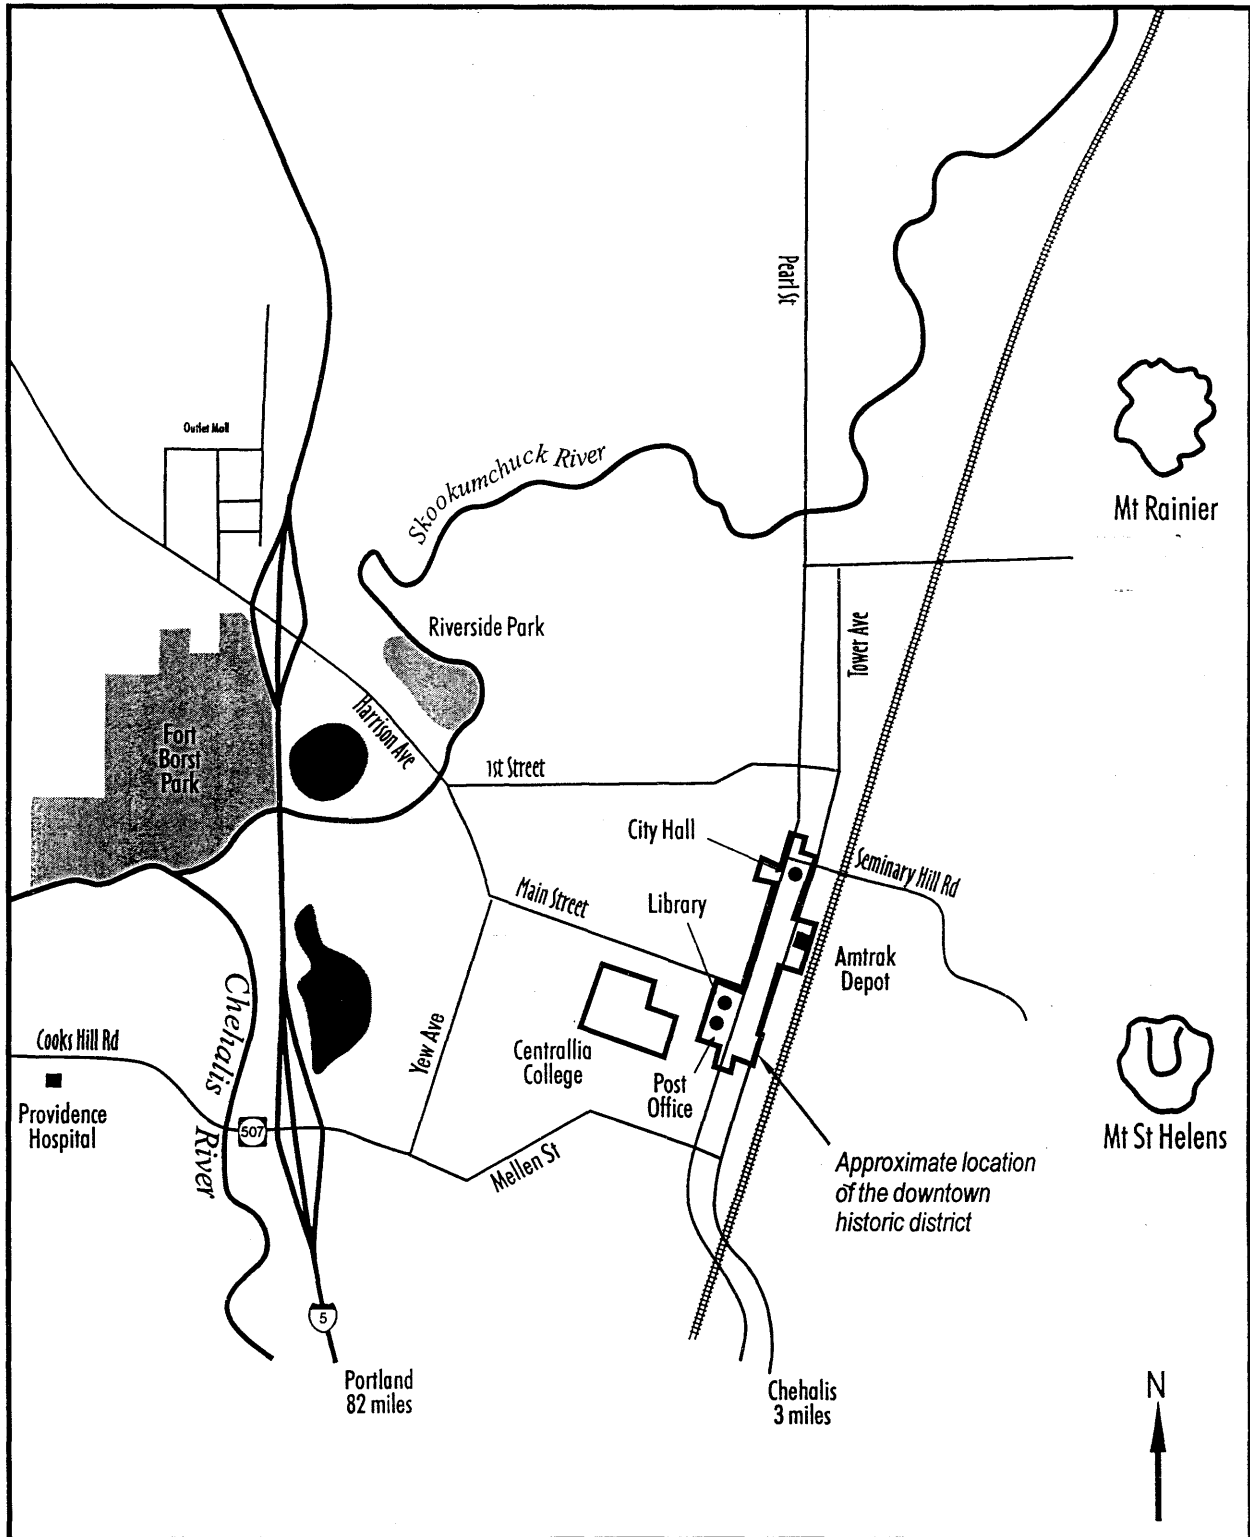 Pearl St
Outlet Mall
Skookumchuck River
Mt Rainier
Riverside Park
Tower Ave
Harrison Ave
Fort
Borst
Park
1st Street
City Hall
Seminary Hill Rd
Main Street
Library
Amtrak
Depot
Chehalis
River
Cooks Hill Rd
Yew Ave
Centrallia
College
Post
Office
Providence
Hospital
507
Mellen St
Mt St Helens
Approximate location
of the downtown
historic district
5
Portland
82 miles
Chehalis
3 miles
N